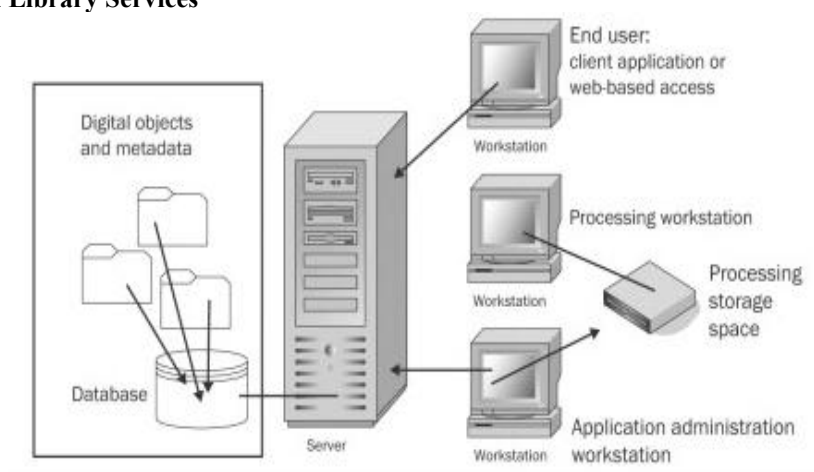 Library Services
End user:
client application or
web-based access
Workstation
Digital objects
and metadata
Processing workstation
Workstation
Processing
storage
space
Database
Server
Application administration
workstation
Workstation